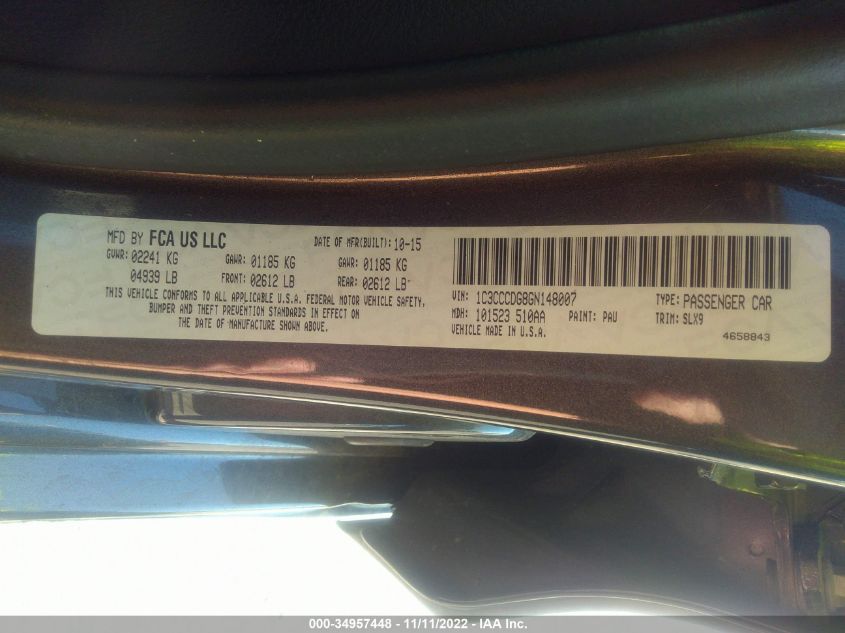 MFD BY FCA US LLC DATE OF MFR(BUILT): 10-15
GVWR: 02241 KG GAWR: 01185 KG GAWR: 01185 KG
04939 LB FRONT: 02612 LB REAR: 02612 LB
THIS VEHICLE CONFORMS TO ALL APPLICABLE U.S.A. FEDERAL MOTOR VEHICLE SAFETY,
BUMPER AND THEFT PREVENTION STANDARDS IN EFFECT ON
THE DATE OF MANUFACTURE SHOWN ABOVE.
VIN: 1C3CCCDG8GN148007 TYPE: PASSENGER CAR
MDH: 101523 510AA PAINT: PAU TRIM: SLX9
VEHICLE MADE IN U.S.A.
4658843
000-34957448 - 11/11/2022 - IAA Inc.